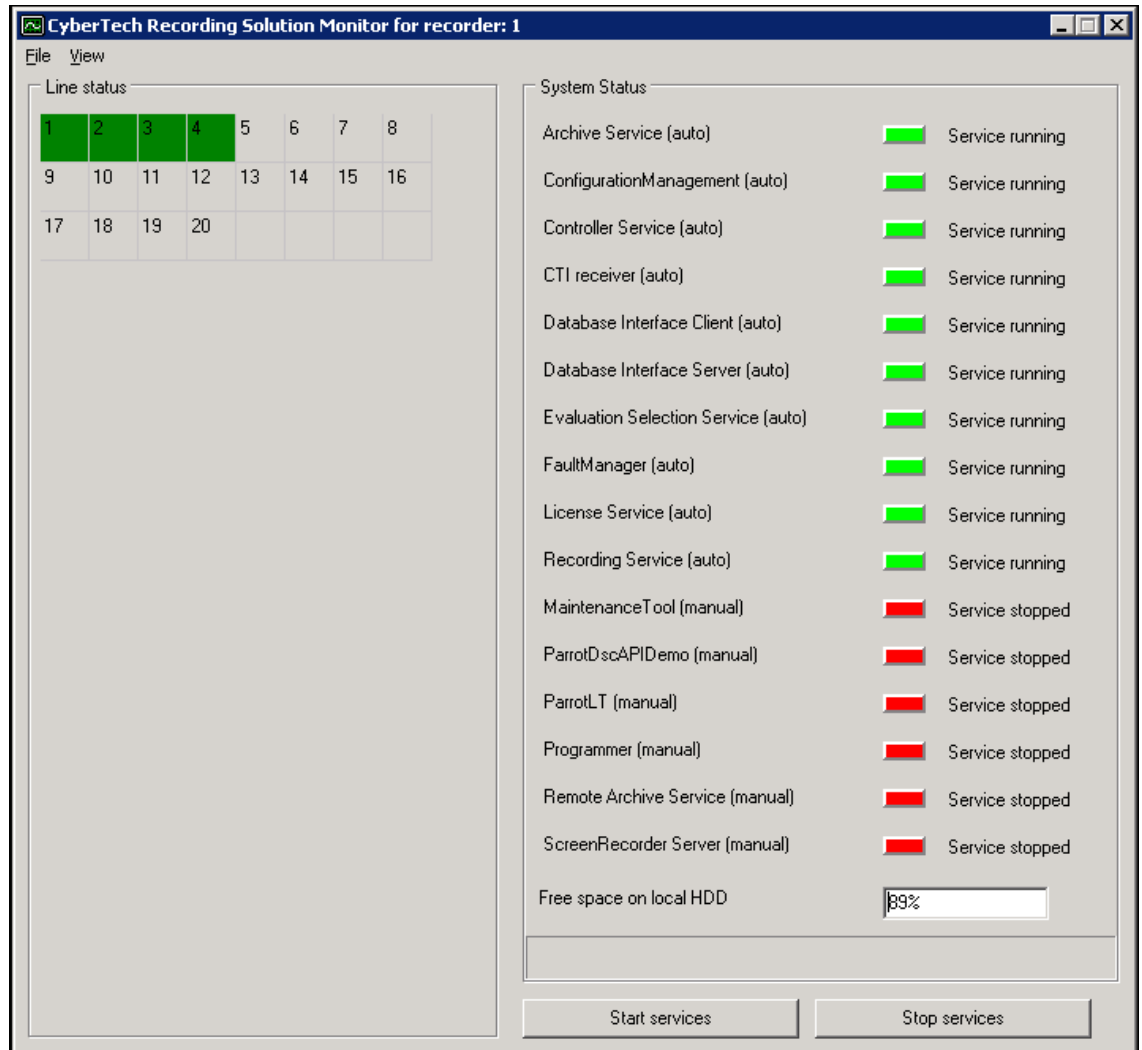 CyberTech Recording Solution Monitor for recorder: 1
File View
Line status
1 2 3 4 5 6 7 8
9 10 11 12 13 14 15 16
17 18 19 20
System Status
Archive Service (auto) Service running
ConfigurationManagement (auto) Service running
Controller Service (auto) Service running
CTI receiver (auto) Service running
Database Interface Client (auto) Service running
Database Interface Server (auto) Service running
Evaluation Selection Service (auto) Service running
FaultManager (auto) Service running
License Service (auto) Service running
Recording Service (auto) Service running
MaintenanceTool (manual) Service stopped
ParrotDscAPIDemo (manual) Service stopped
ParrotLT (manual) Service stopped
Programmer (manual) Service stopped
Remote Archive Service (manual) Service stopped
ScreenRecorder Server (manual) Service stopped
Free space on local HDD 89%
Start services Stop services